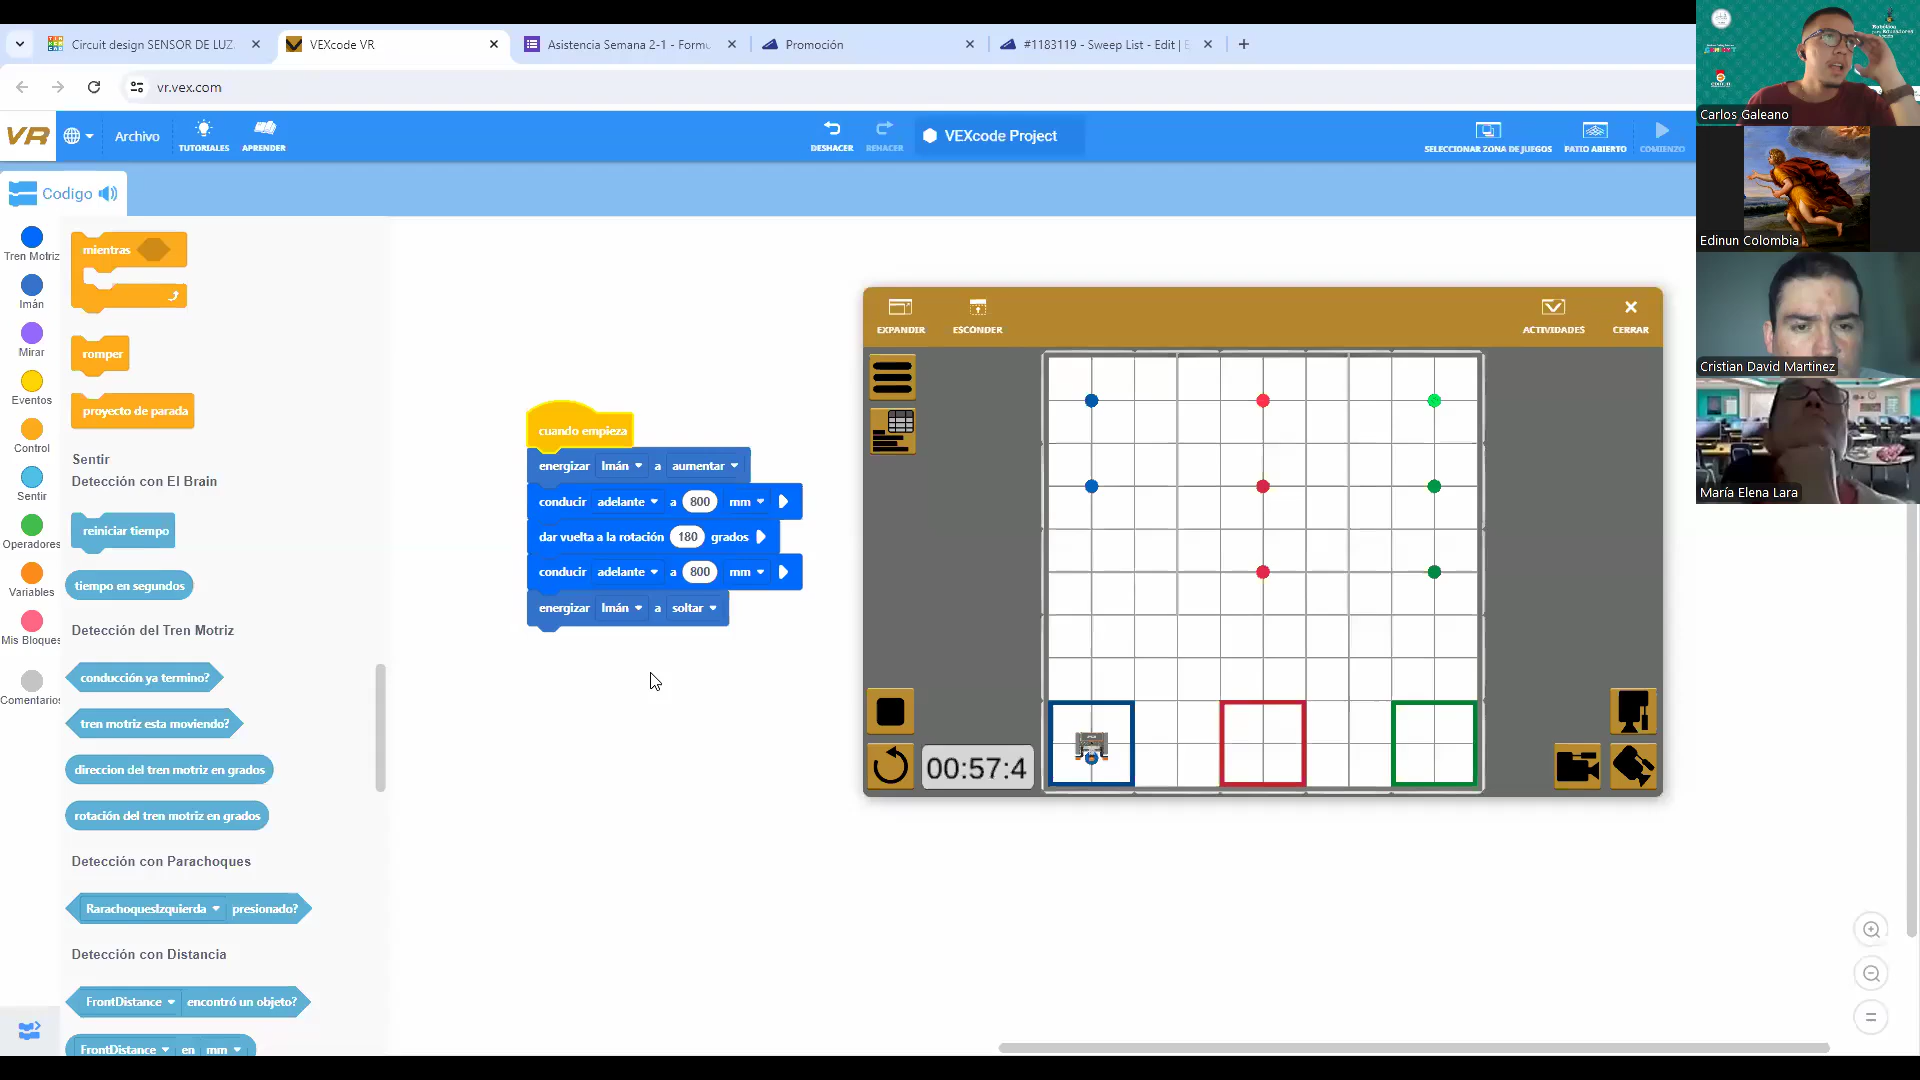 Circuit design SENSOR DE LUZ
VEXcode VR
Asistencia Semana 2-1 - Formu
Promoción
#1183119 - Sweep List - Edit | E
vr.vex.com
VR
Archivo
TUTORIALES
APRENDER
DESHACER
REHACER
VEXcode Project
SELECCIONAR ZONA DE JUEGOS
PATIO ABIERTO
COMIENZO
Codigo
Tren Motriz
Imán
Mirar
Eventos
Control
Sentir
Operadores
Variables
Mis Bloques
Comentarios
mientras
romper
proyecto de parada
Sentir
Detección con El Brain
reiniciar tiempo
tiempo en segundos
Detección del Tren Motriz
conducción ya termino?
tren motriz esta moviendo?
direccion del tren motriz en grados
rotación del tren motriz en grados
Detección con Parachoques
RarachoquesIzquierda presionado?
Detección con Distancia
FrontDistance encontró un objeto?
FrontDistance en mm
cuando empieza
energizar Imán a aumentar
conducir adelante a 800 mm
dar vuelta a la rotación 180 grados
conducir adelante a 800 mm
energizar Imán a soltar
EXPANDIR
ESCONDER
ACTIVIDADES
CERRAR
00:57:4
Carlos Galeano
Edinun Colombia
Cristian David Martinez
María Elena Lara